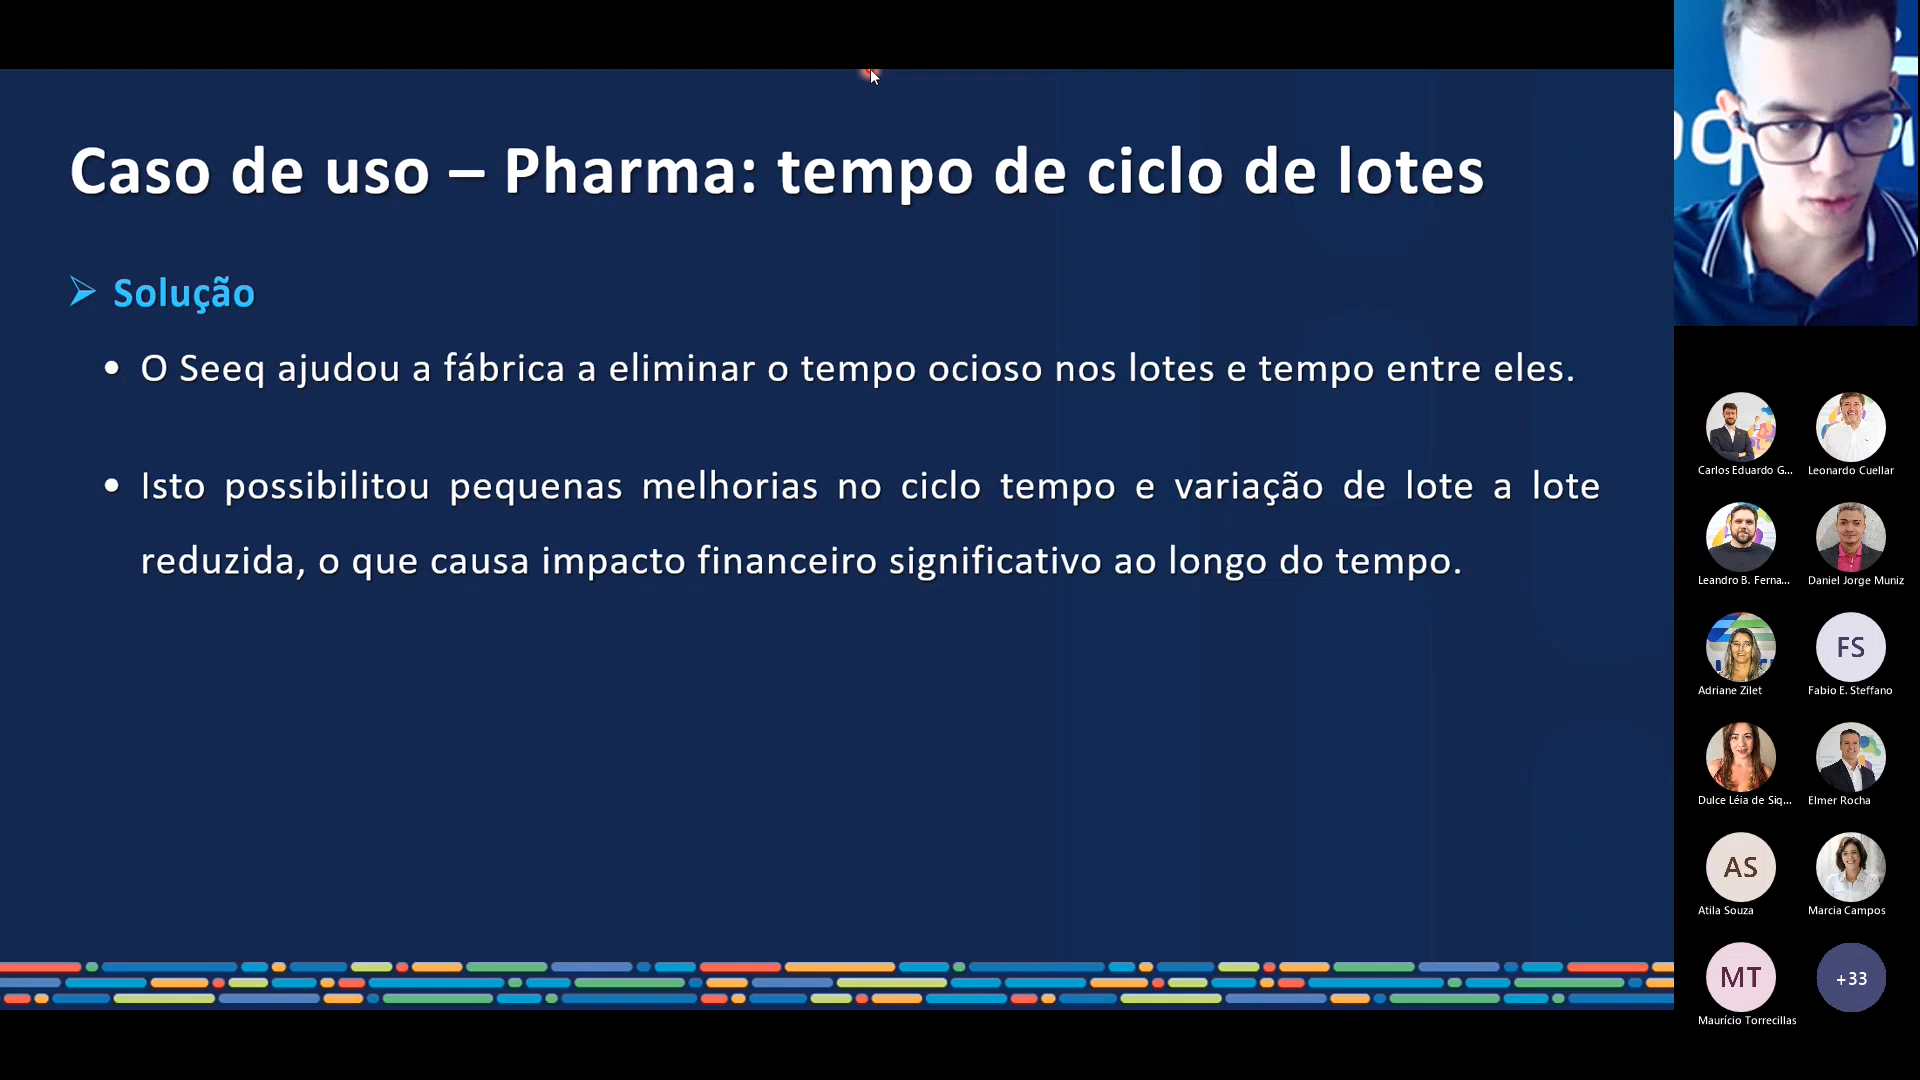 Caso de uso – Pharma: tempo de ciclo de lotes
Solução
O Seeq ajudou a fábrica a eliminar o tempo ocioso nos lotes e tempo entre eles.
Isto possibilitou pequenas melhorias no ciclo tempo e variação de lote a lote
reduzida, o que causa impacto financeiro significativo ao longo do tempo.
Carlos Eduardo G...
Leonardo Cuellar
Leandro B. Ferna...
Daniel Jorge Muniz
FS
Adriane Zilet
Fabio E. Steffano
Dulce Léia de Siq...
Elmer Rocha
AS
Atila Souza
Marcia Campos
MT
+33
Maurício Torrecillas